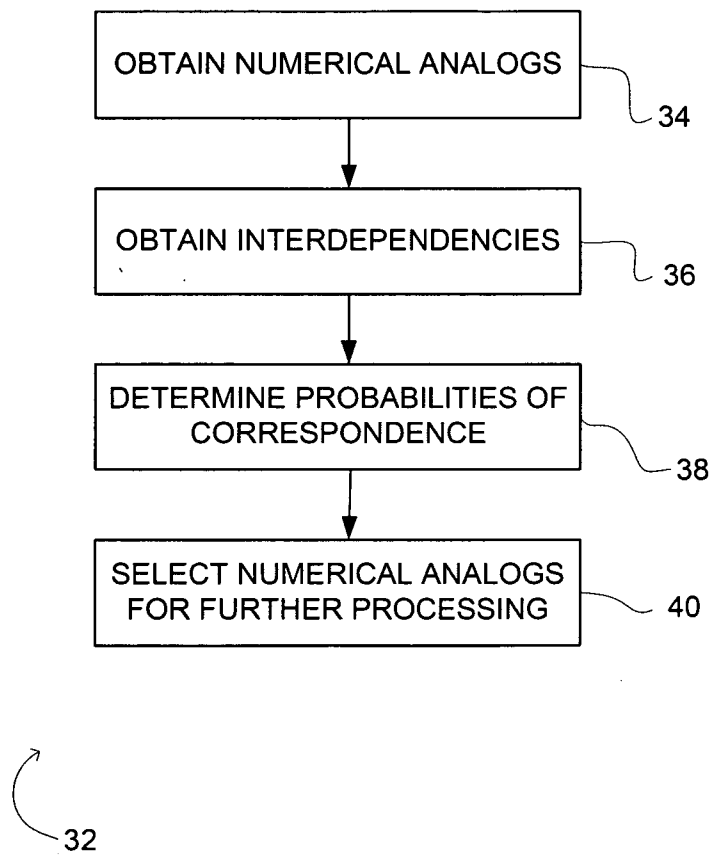 OBTAIN NUMERICAL ANALOGS
34
OBTAIN INTERDEPENDENCIES
36
DETERMINE PROBABILITIES OF
CORRESPONDENCE
38
SELECT NUMERICAL ANALOGS
FOR FURTHER PROCESSING
40
32